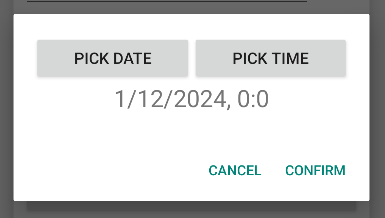 PICK DATE PICK TIME
1/12/2024, 0:0
CANCEL CONFIRM